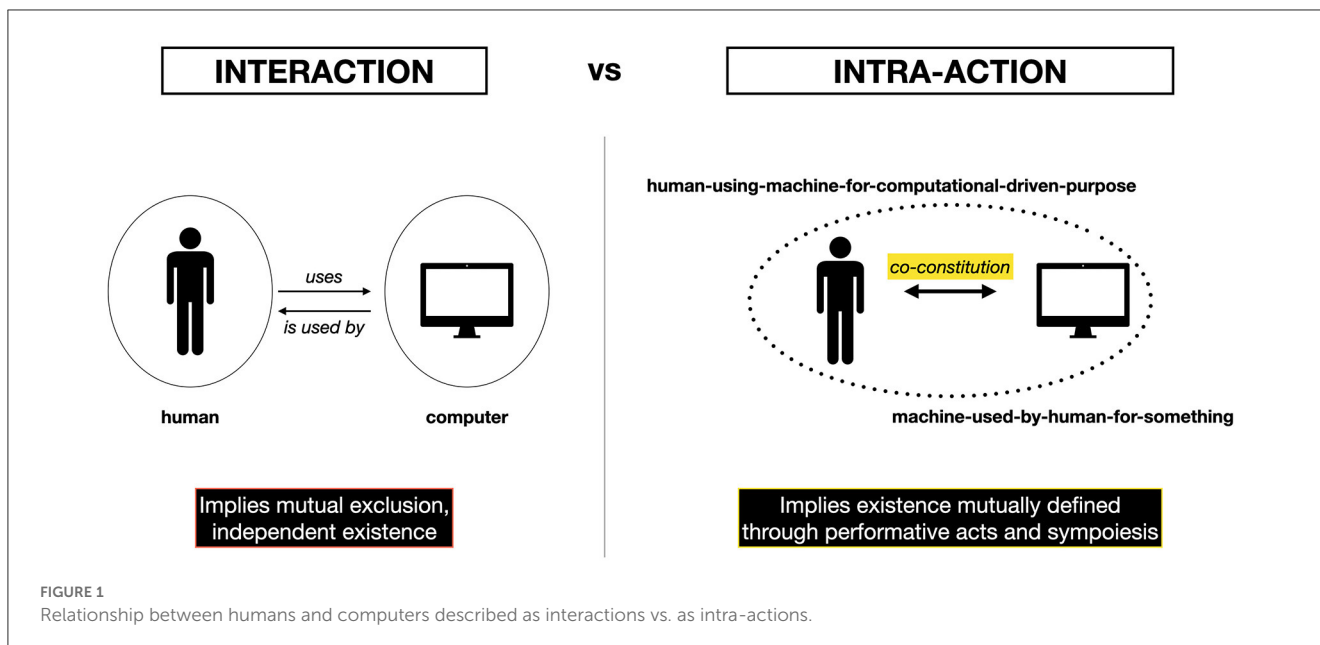 INTERACTION
vs
INTRA-ACTION
uses
is used by
human
computer
human-using-machine-for-computational-driven-purpose
co-constitution
machine-used-by-human-for-something
Implies mutual exclusion,
independent existence
Implies existence mutually defined
through performative acts and sympoiesis
FIGURE 1
Relationship between humans and computers described as interactions vs. as intra-actions.